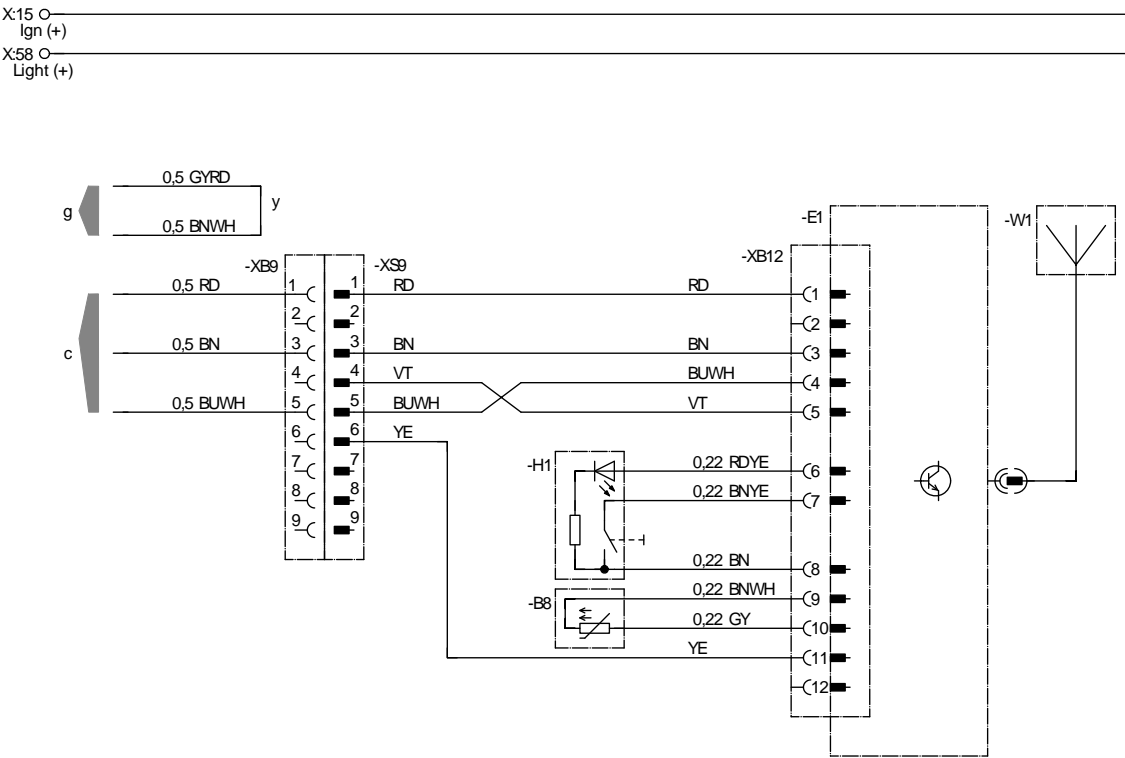 X:15
Ign (+)
X:58
Light (+)
0,5 GYRD
g
y
0,5 BNWH
-E1
-W1
-XB9
-XS9
-XB12
0,5 RD
1
1
RD
RD
1
2
2
2
c
0,5 BN
3
3
BN
BN
3
4
4
VT
BUWH
4
0,5 BUWH
5
5
BUWH
VT
5
6
6
YE
-H1
0,22 RDYE
6
7
7
0,22 BNYE
7
8
8
9
9
0,22 BN
8
-B8
0,22 BNWH
9
0,22 GY
10
YE
11
12